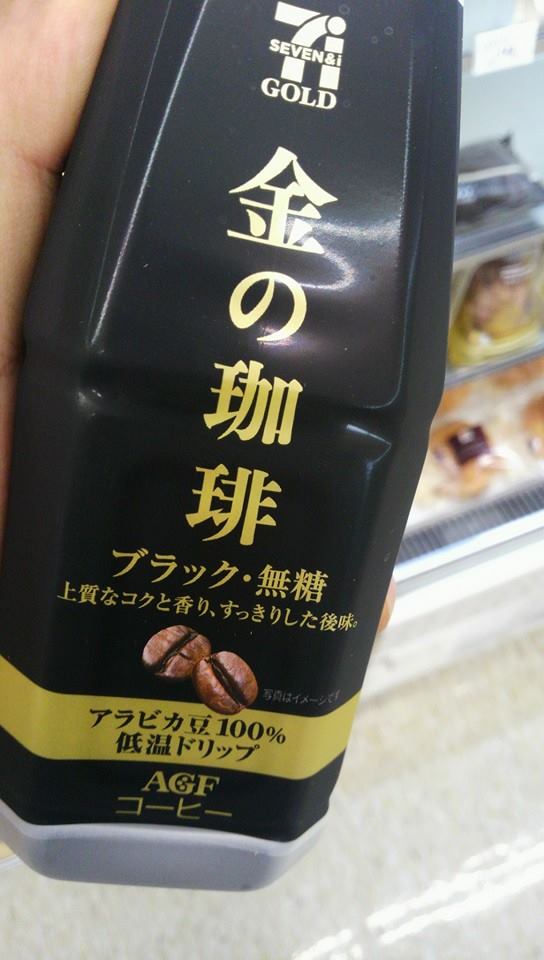 SEVEN&i
GOLD
金の珈琲
ブラック・無糖
上質なコクと香り、すっきりした後味。
写真はイメージです
アラビカ豆100%
低温ドリップ
AGF
コーヒー